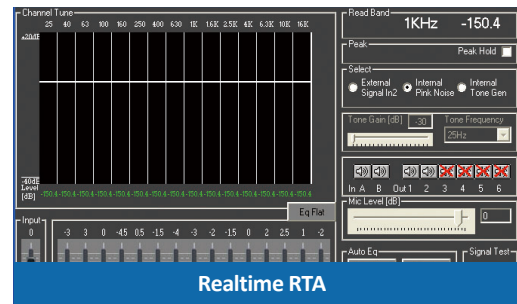 Channel Tune
25 40 63 100 160 250 400 630 1K 1.6K 2.5K 4K 6.3K 10K 16K
+20dB
-40dB
Level
[dB]
-150.4 -150.4 -150.4 -150.4 -150.4 -150.4 -150.4 -150.4 -150.4 -150.4 -150.4 -150.4 -150.4 -150.4 -150.4
Eq Flat
Input
0 -3 3 0 -4.5 0.5 -1.5 -4 -3 -2 -1.5 0 2 2.5 1 -2
Read Band
1KHz -150.4
Peak
Peak Hold
Select
External Signal In2
Internal Pink Noise
Internal Tone Gen
Tone Gain [dB] -30 Tone Frequency
25Hz
In A B Out 1 2 3 4 5 6
Mic Level [dB]
0
Auto Eq
Signal Test
Realtime RTA